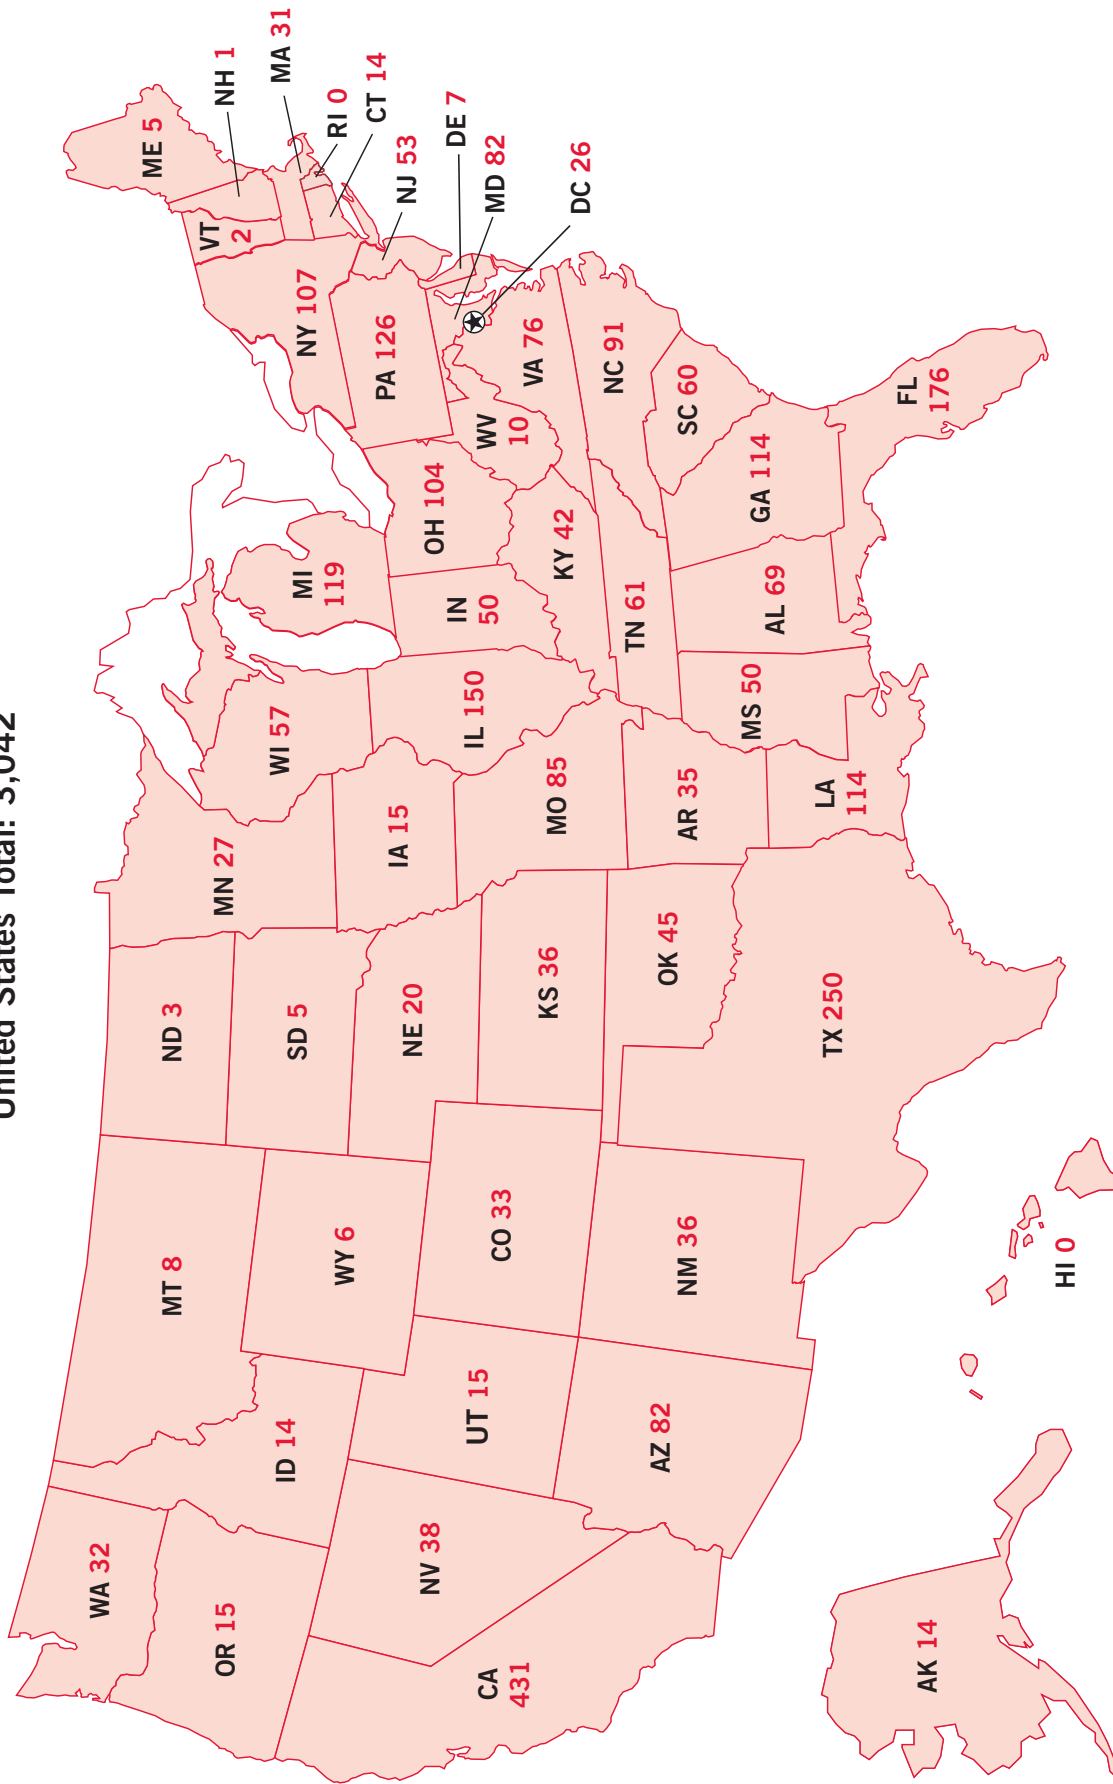 United States Total: 3,042
WA 32
OR 15
CA
431
NV 38
ID 14
MT 8
WY 6
UT 15
CO 33
AZ 82
NM 36
ND 3
SD 5
NE 20
KS 36
OK 45
TX 250
MN 27
IA 15
MO 85
AR 35
LA
114
WI 57
IL 150
MS 50
MI
119
IN
50
KY 42
TN 61
AL 69
OH 104
GA 114
FL
176
SC 60
NC 91
VA 76
WV
10
PA 126
NY 107
VT
2
ME 5
NH 1
MA 31
RI 0
CT 14
NJ 53
DE 7
MD 82
DC 26
AK 14
HI 0